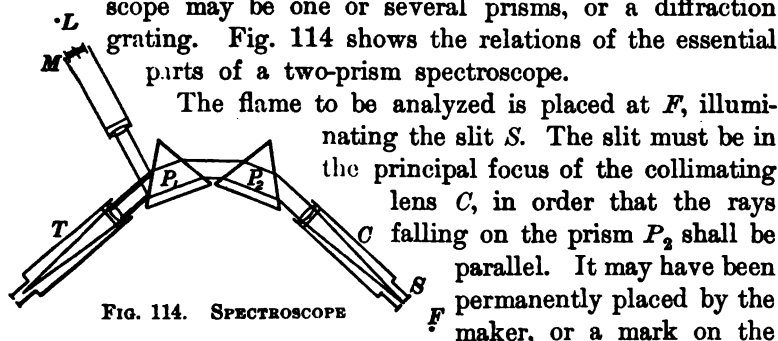 scope may be one or several prisms, or a diffraction
grating. Fig. 114 shows the relations of the essential
parts of a two-prism spectroscope.
The flame to be analyzed is placed at F, illumi-
nating the slit S. The slit must be in
the principal focus of the collimating
lens C, in order that the rays
falling on the prism P₂ shall be
parallel. It may have been
permanently placed by the
maker, or a mark on the
L
M
P₁
P₂
T
C
S
F
FIG. 114. SPECTROSCOPE